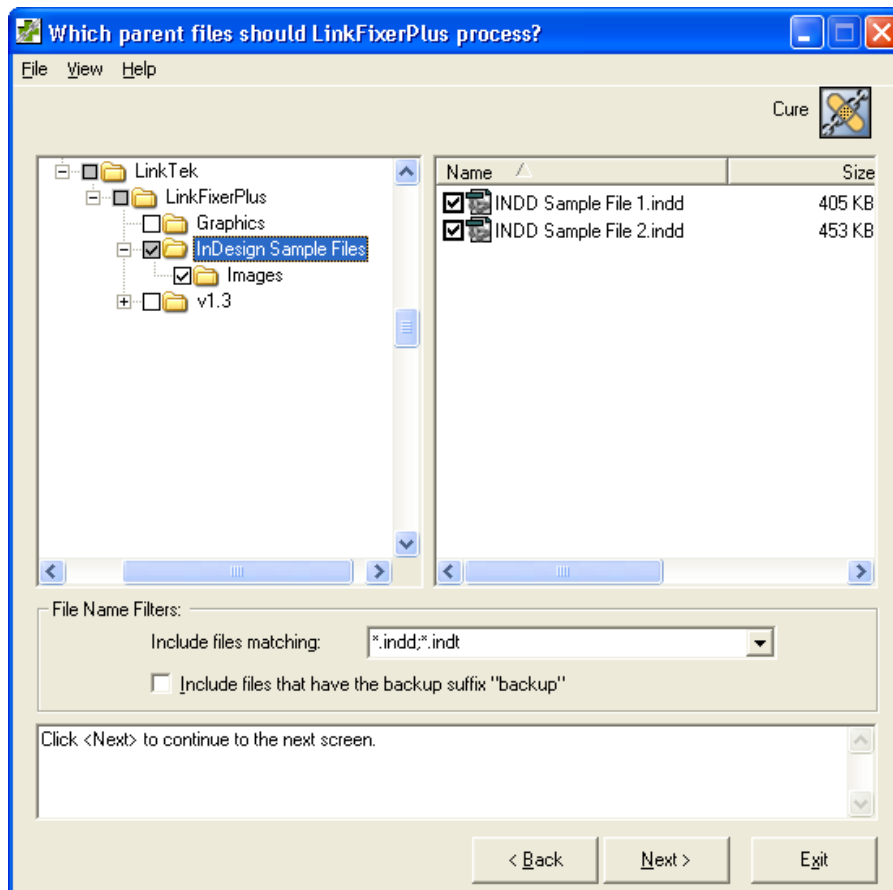 Which parent files should LinkFixerPlus process?
File View Help
Cure
LinkTek
LinkFixerPlus
Graphics
InDesign Sample Files
Images
v1.3
Name Size
INDD Sample File 1.indd 405 KB
INDD Sample File 2.indd 453 KB
File Name Filters:
Include files matching: *.indd;*.indt
Include files that have the backup suffix "backup"
Click <Next> to continue to the next screen.
< Back Next > Exit